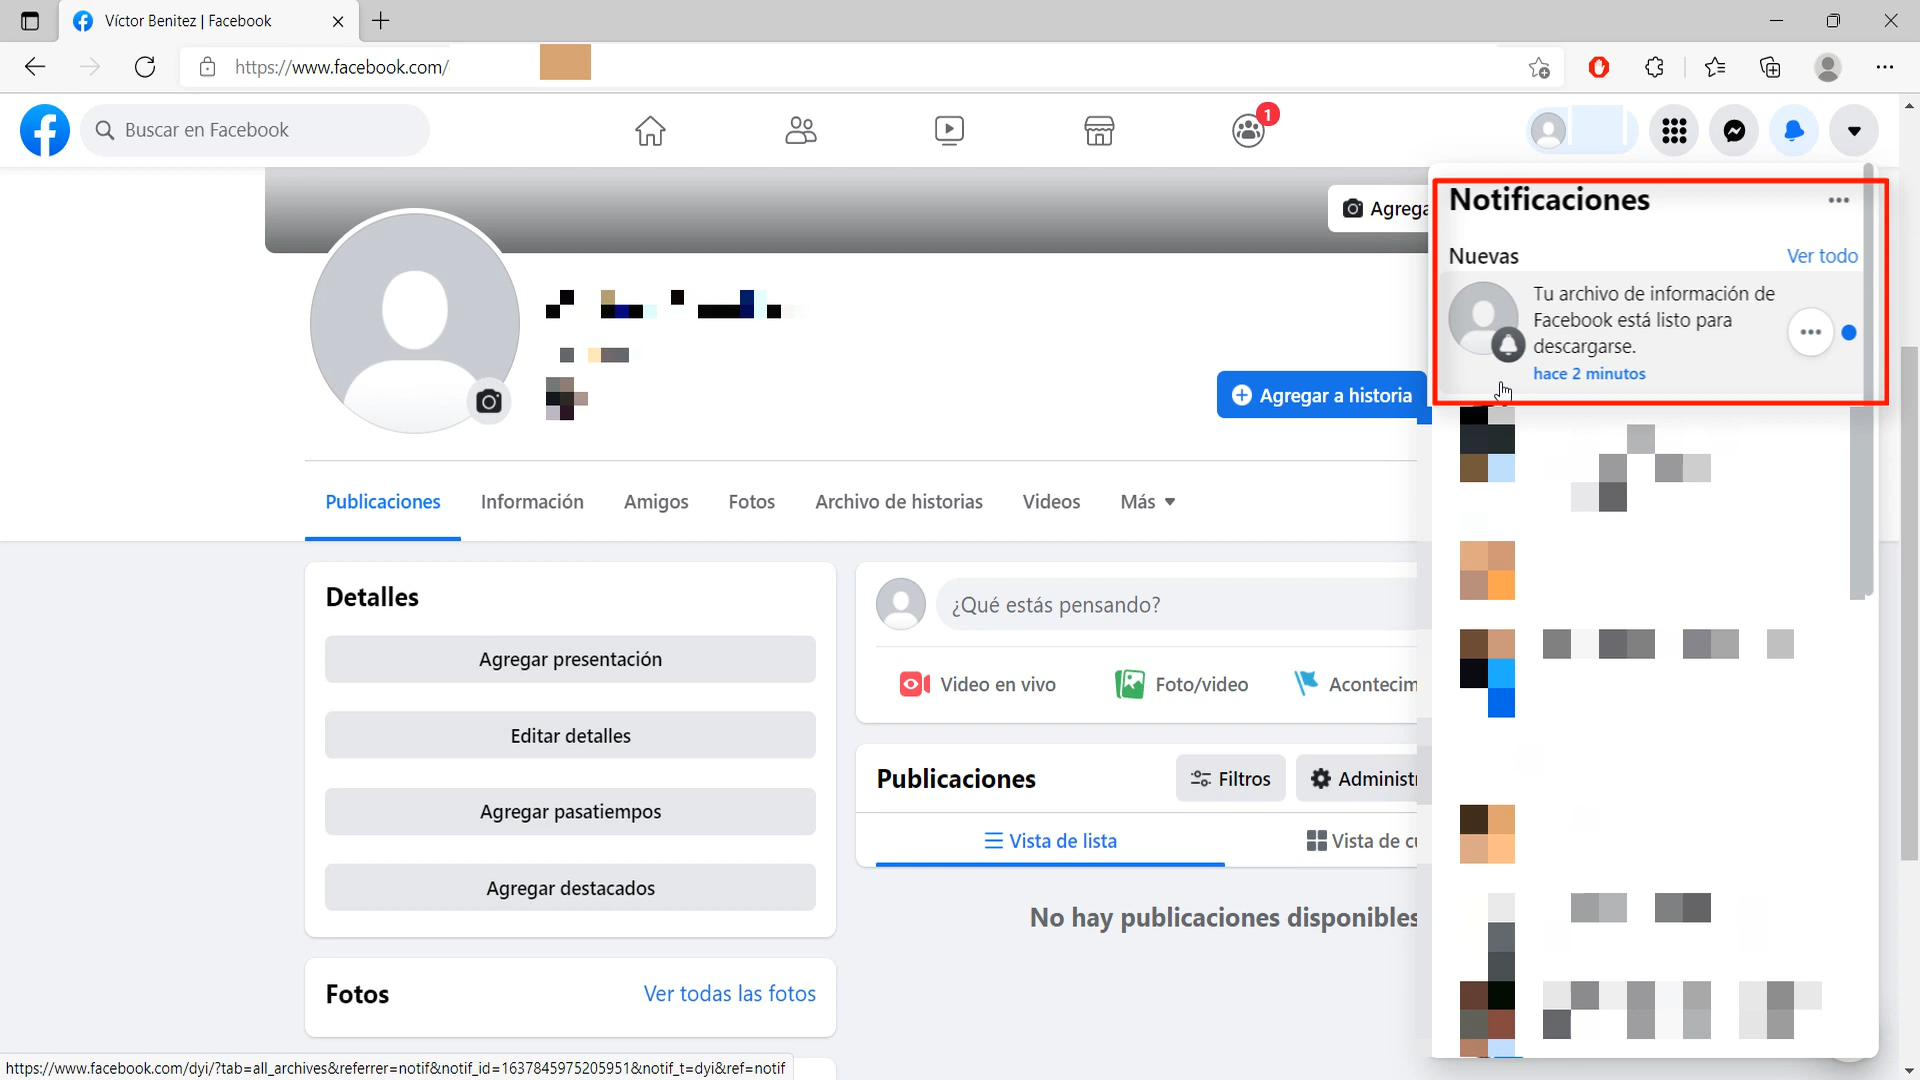 Víctor Benitez | Facebook
https://www.facebook.com/
Buscar en Facebook
1
Agrega
Notificaciones
Nuevas
Ver todo
Tu archivo de información de
Facebook está listo para
descargarse.
hace 2 minutos
Agregar a historia
Publicaciones
Información
Amigos
Fotos
Archivo de historias
Videos
Más
Detalles
Agregar presentación
Editar detalles
Agregar pasatiempos
Agregar destacados
Fotos
Ver todas las fotos
¿Qué estás pensando?
Video en vivo
Foto/video
Acontecim
Publicaciones
Filtros
Administr
Vista de lista
Vista de cu
No hay publicaciones disponibles
https://www.facebook.com/dyi/?tab=all_archives&referrer=notif&notif_id=1637845975205951&notif_t=dyi&ref=notif